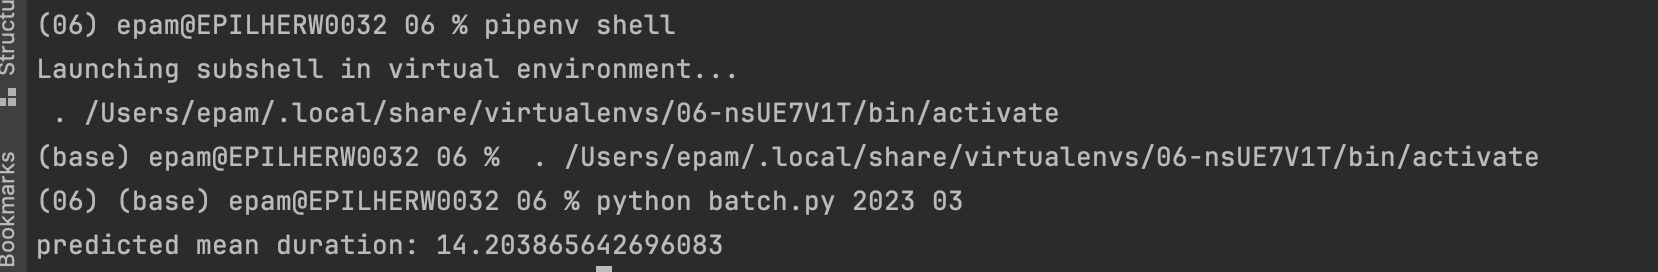 (06) epam@EPILHERW0032 06 % pipenv shell
Launching subshell in virtual environment...
 . /Users/epam/.local/share/virtualenvs/06-nsUE7V1T/bin/activate
(base) epam@EPILHERW0032 06 %  . /Users/epam/.local/share/virtualenvs/06-nsUE7V1T/bin/activate
(06) (base) epam@EPILHERW0032 06 % python batch.py 2023 03
predicted mean duration: 14.203865642696083
Bookmarks